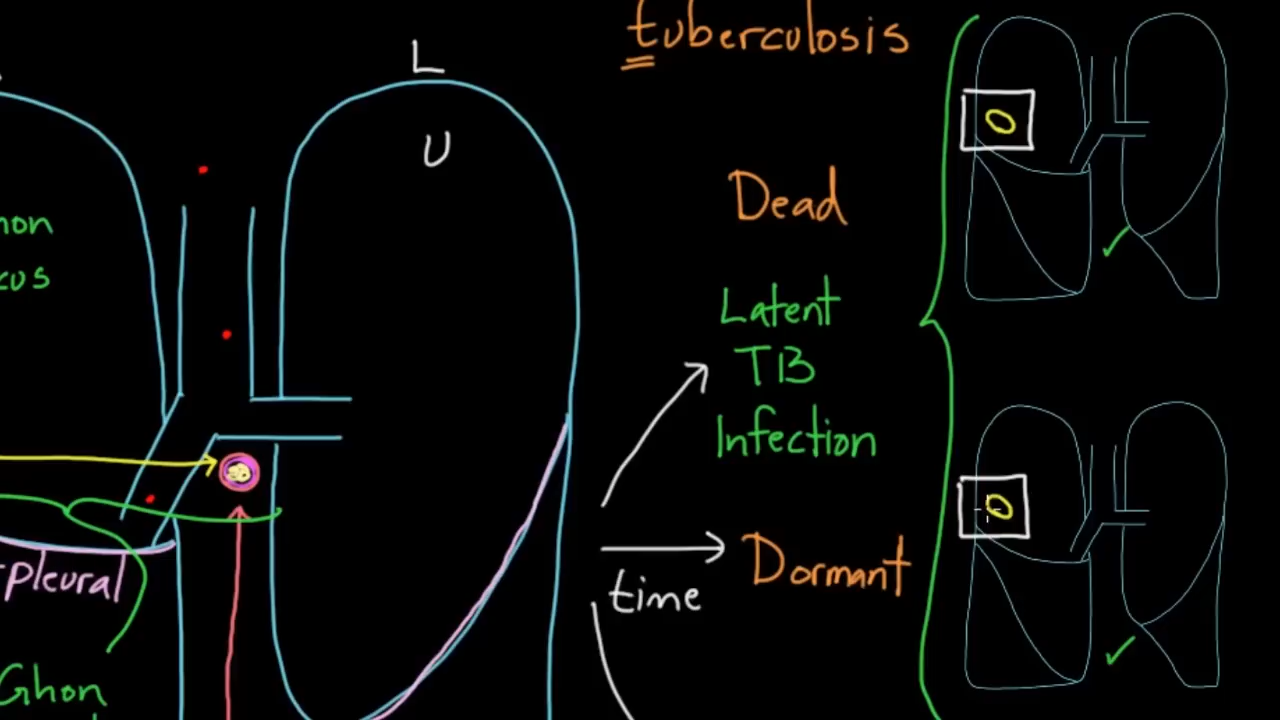 tuberculosis
L
U
Dead
Latent
TB
Infection
time
Dormant
pleural
Ghon